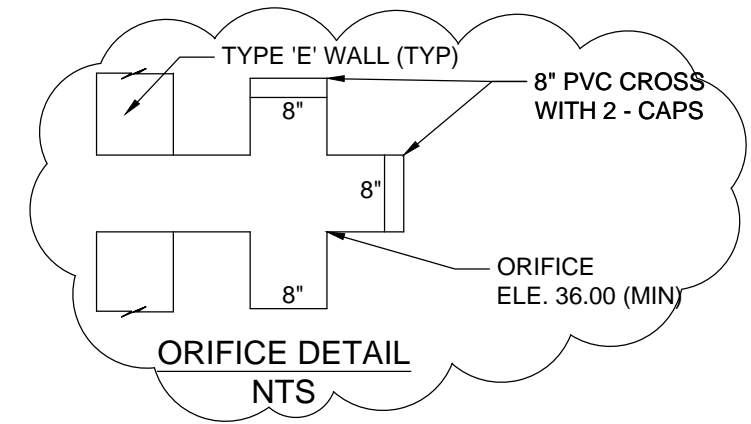 TYPE 'E' WALL (TYP)
8" PVC CROSS
WITH 2 - CAPS
8"
8"
8"
ORIFICE
ELE. 36.00 (MIN)
ORIFICE DETAIL
NTS